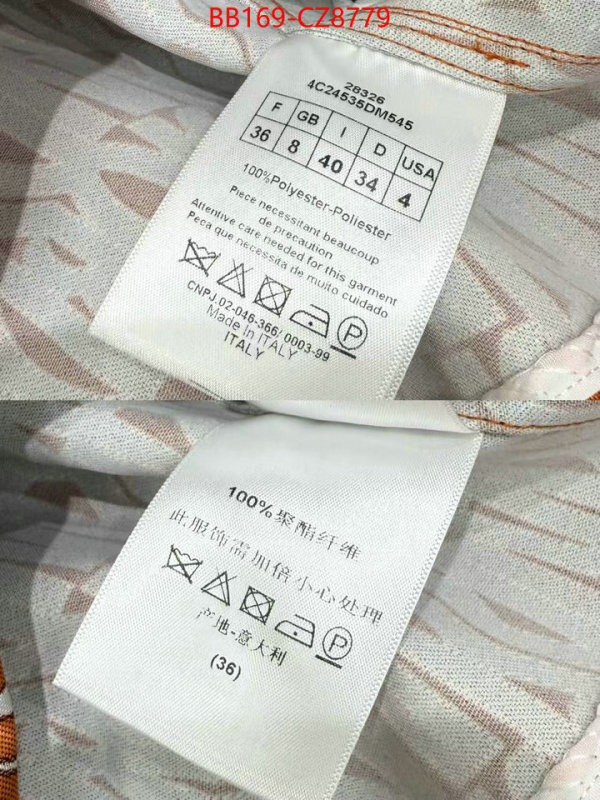 BB169-CZ8779
28326
4C24535DM545
F GB I D USA
36 8 40 34 4
100%Polyester-Poliester
Piece necessitant beaucoup
de precaution
Attentive care needed for this garment
Peca que necessita de muito cuidado
P
CNPJ.02-046-366/0003-99
Made in ITALY
ITALY
100%聚酯纤维
此服饰需加倍小心处理
P
产地-意大利
(36)